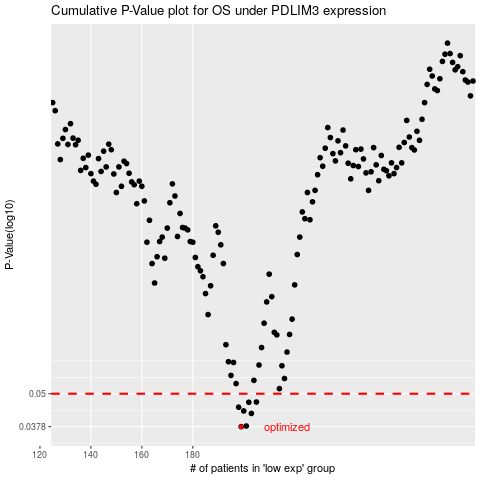 Cumulative P-Value plot for OS under PDLIM3 expression
P-Value(log10)
0.05
0.0378
optimized
120 140 160 180
# of patients in 'low exp' group